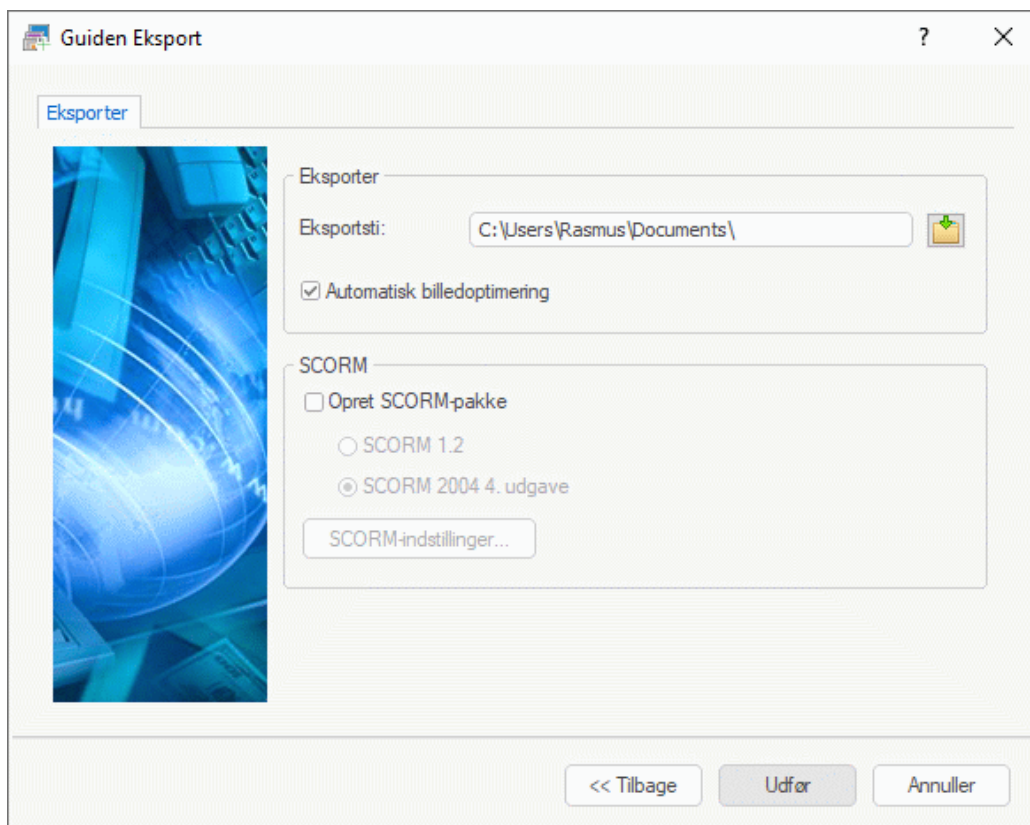 Guiden Eksport
?
Eksporter
Eksporter
Eksportsti:
C:\Users\Rasmus\Documents\
Automatisk billedoptimering
SCORM
Opret SCORM-pakke
SCORM 1.2
SCORM 2004 4. udgave
SCORM-indstillinger...
<< Tilbage
Udfør
Annuller